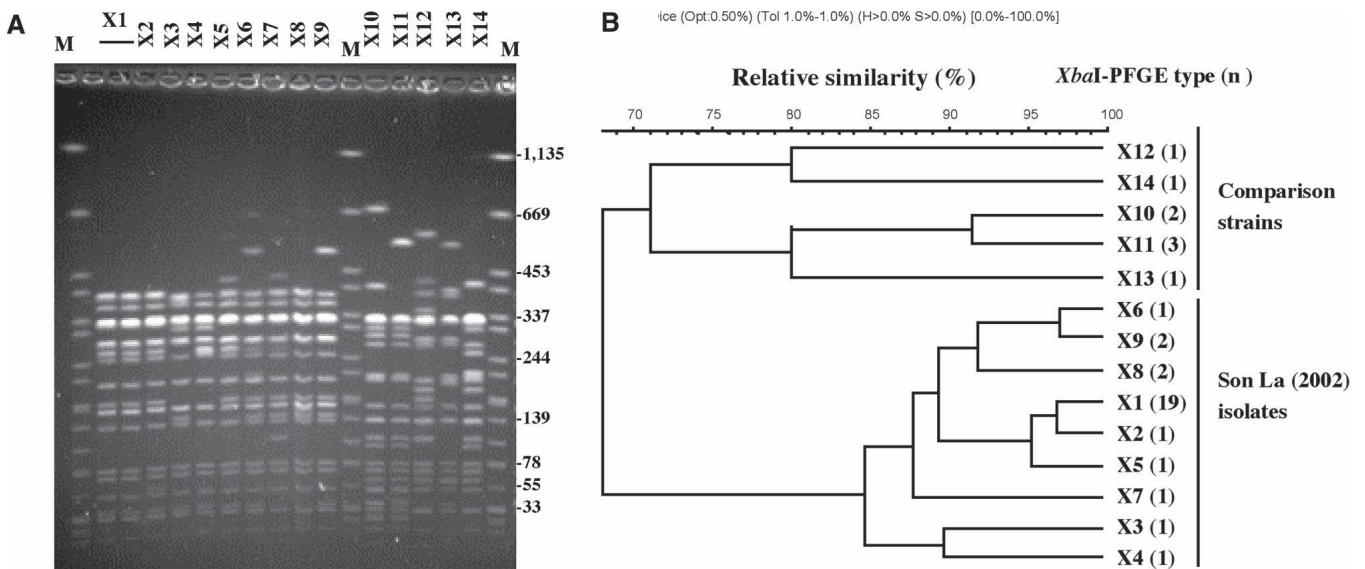 A
M X1 X2 X3 X4 X5 X6 X7 X8 X9 M X10 X11 X12 X13 X14 M
-1,135
-669
-453
-337
-244
-139
-78
-55
-33
B
(Opt:0.50%) (Tol 1.0%-1.0%) (H>0.0% S>0.0%) [0.0%-100.0%]
Relative similarity (%) XbaI-PFGE type (n )
70 75 80 85 90 95 100
X12 (1)
X14 (1)
X10 (2)
X11 (3)
X13 (1)
Comparison
strains
X6 (1)
X9 (2)
X8 (2)
X1 (19)
X2 (1)
X5 (1)
X7 (1)
X3 (1)
X4 (1)
Son La (2002)
isolates